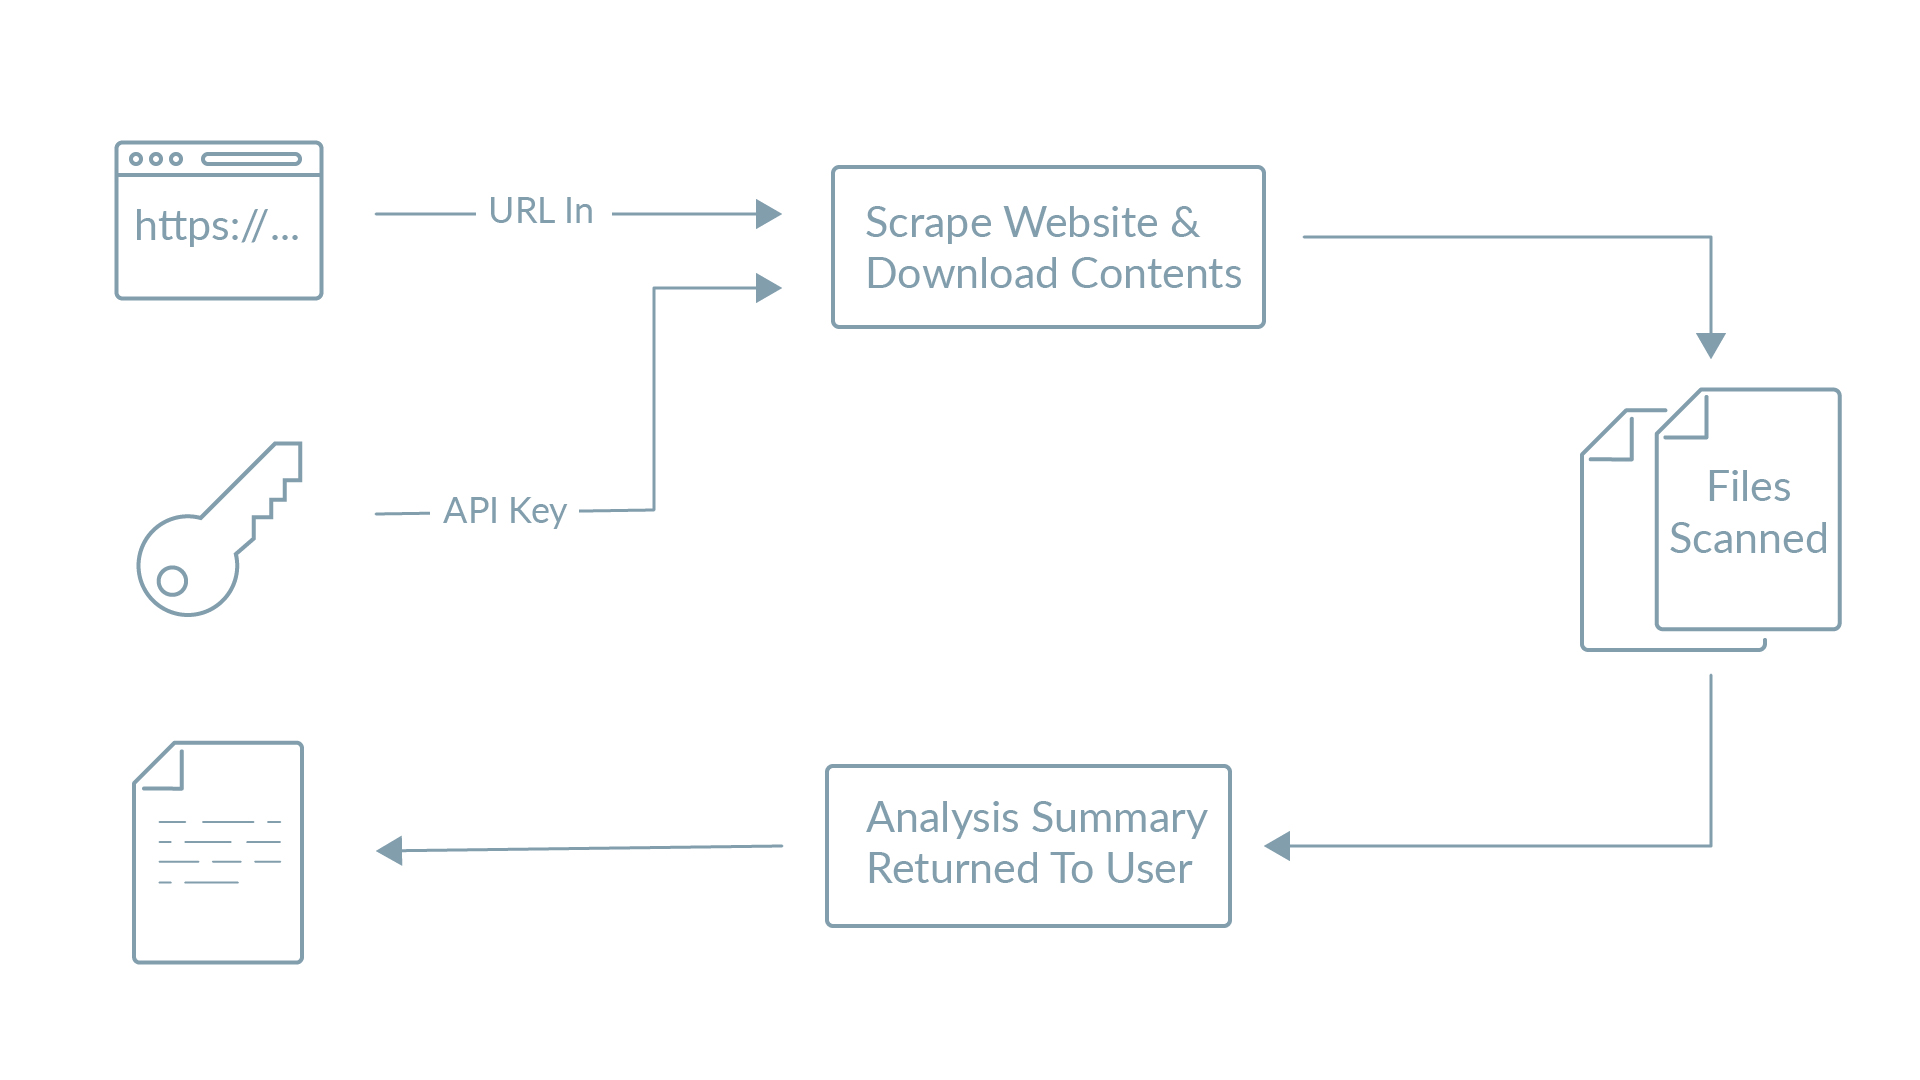 https://...
URL In
Scrape Website &
Download Contents
API Key
Files
Scanned
Analysis Summary
Returned To User